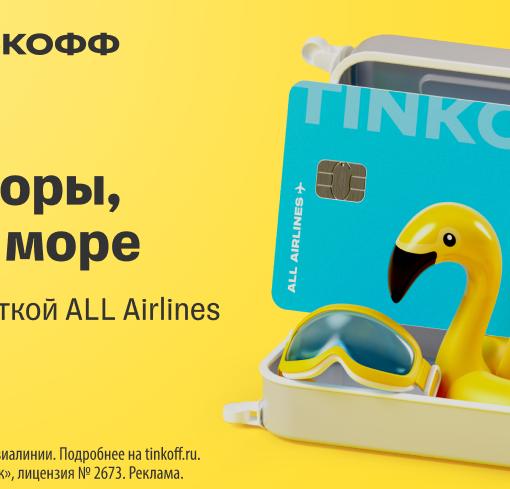 КОФФ
оры,
море
ткой ALL Airlines
TINKO
ALL AIRLINES
виалинии. Подробнее на tinkoff.ru.
к», лицензия № 2673. Реклама.